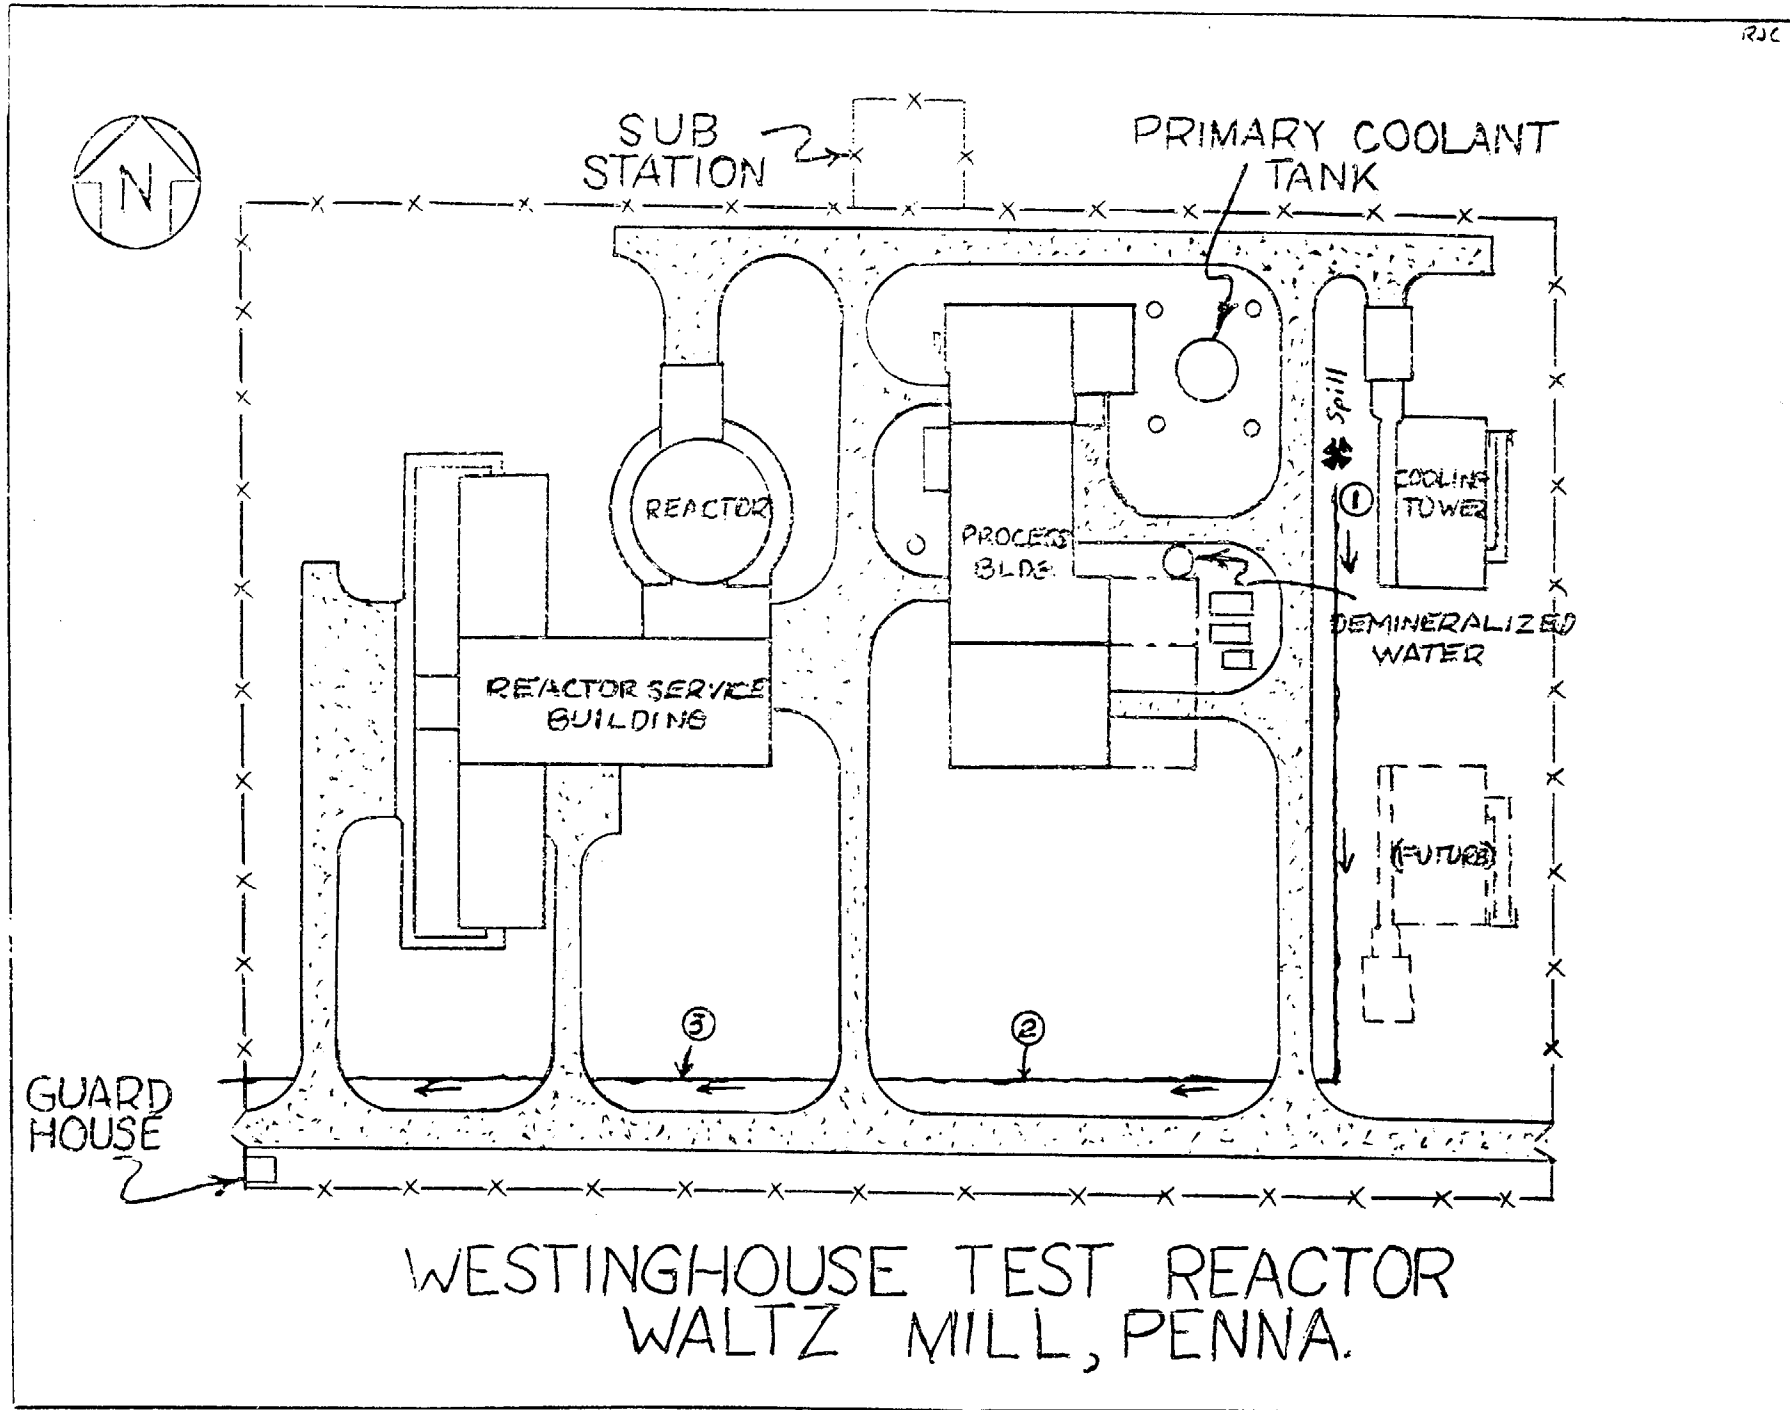 RJC
N
SUB
STATION
PRIMARY COOLANT
TANK
Spill
REACTOR
1
COOLING
TOWER
PROCESS
BLDG.
DEMINERALIZED
WATER
REACTOR SERVICE
BUILDING
(FUTURE)
3
2
GUARD
HOUSE
WESTINGHOUSE TEST REACTOR
WALTZ MILL, PENNA.